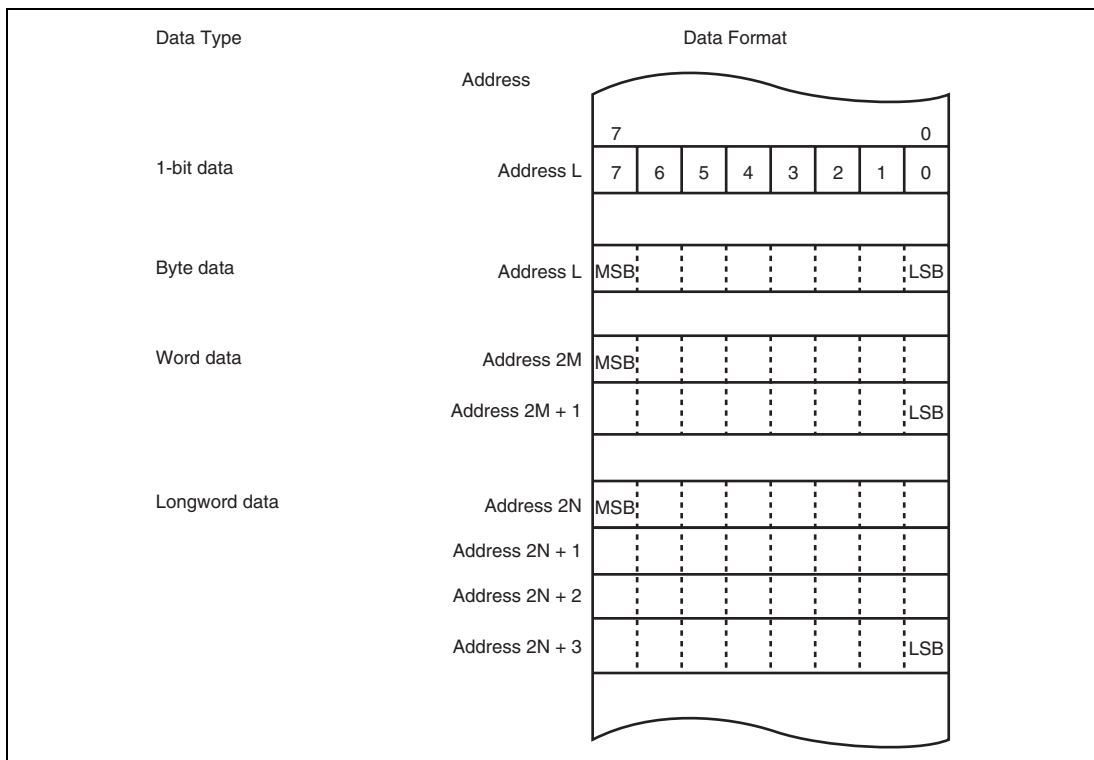 Data Type Data Format
Address
7 0
1-bit data Address L 7 6 5 4 3 2 1 0
Byte data Address L MSB LSB
Word data Address 2M MSB
Address 2M + 1 LSB
Longword data Address 2N MSB
Address 2N + 1
Address 2N + 2
Address 2N + 3 LSB